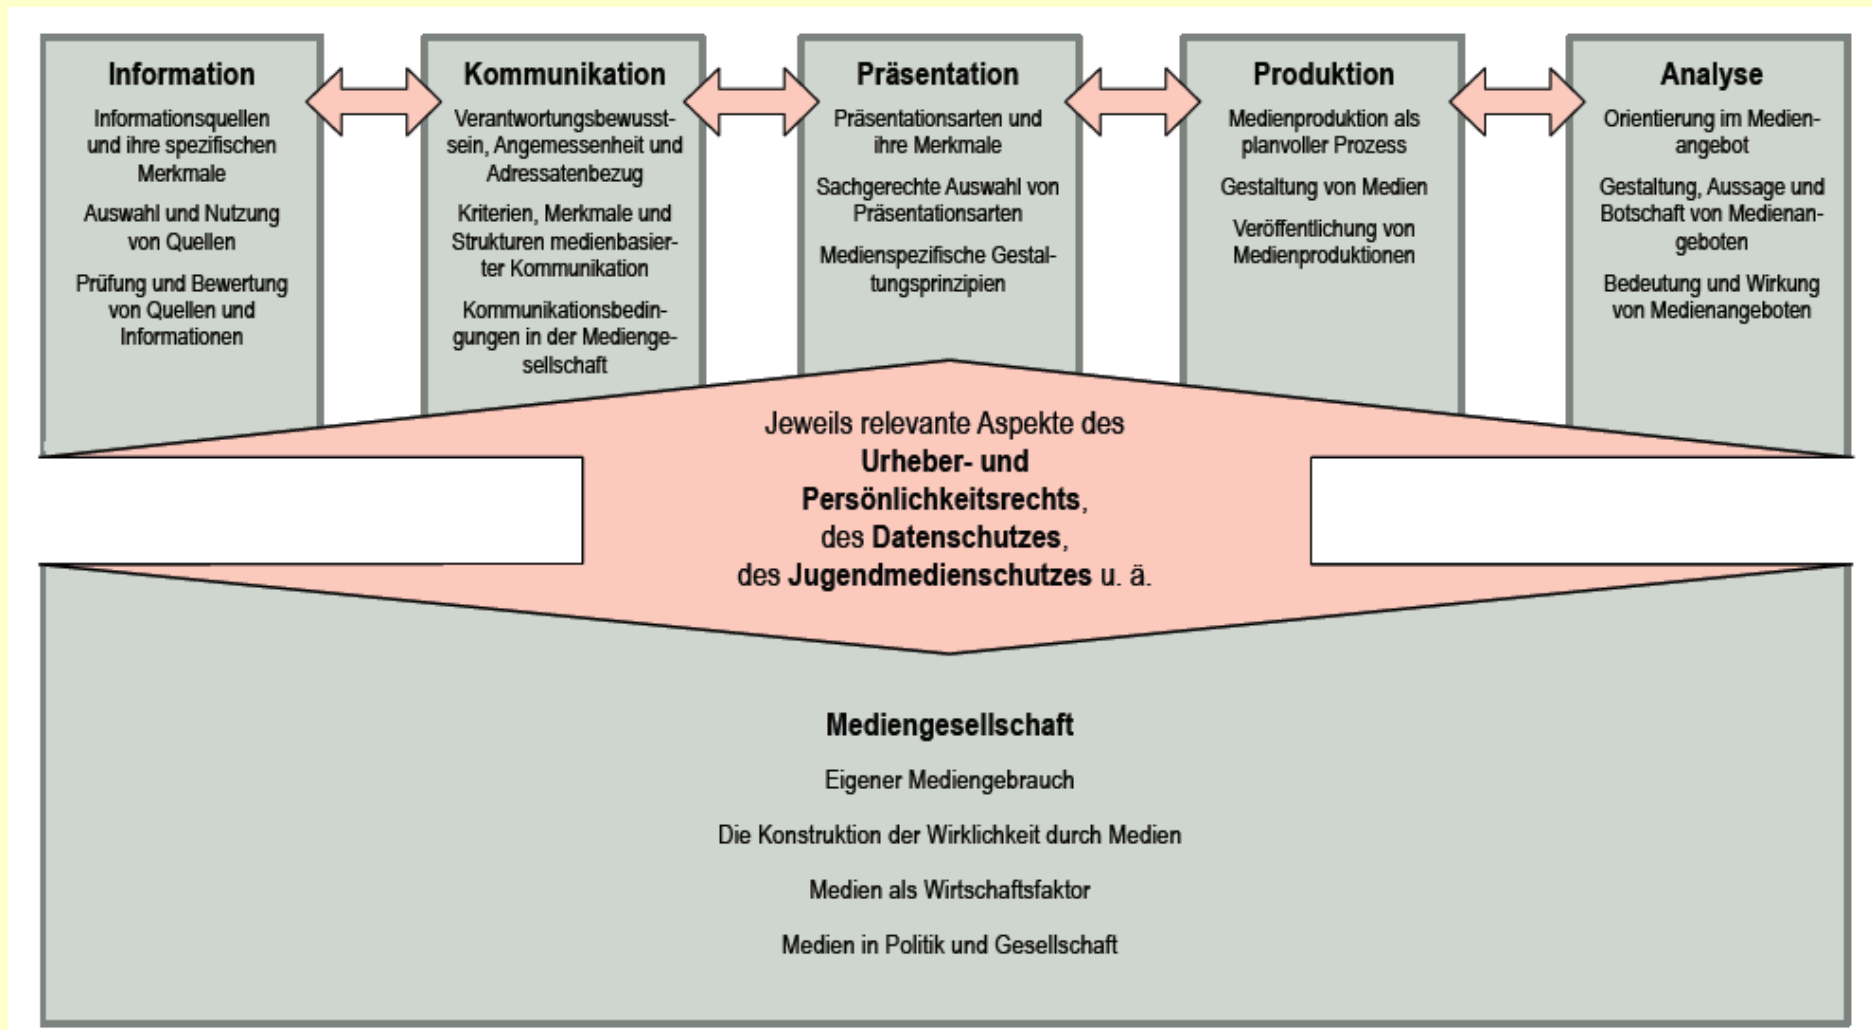 Information
Informationsquellen
und ihre spezifischen
Merkmale
Auswahl und Nutzung
von Quellen
Prüfung und Bewertung
von Quellen und
Informationen
Kommunikation
Verantwortungsbewusst-
sein, Angemessenheit und
Adressatenbezug
Kriterien, Merkmale und
Strukturen medienbasier-
ter Kommunikation
Kommunikationsbedin-
gungen in der Medienge-
sellschaft
Präsentation
Präsentationsarten und
ihre Merkmale
Sachgerechte Auswahl von
Präsentationsarten
Medienspezifische Gestal-
tungsprinzipien
Produktion
Medienproduktion als
planvoller Prozess
Gestaltung von Medien
Veröffentlichung von
Medienproduktionen
Analyse
Orientierung im Medien-
angebot
Gestaltung, Aussage und
Botschaft von Medienan-
geboten
Bedeutung und Wirkung
von Medienangeboten
Jeweils relevante Aspekte des
Urheber- und
Persönlichkeitsrechts,
des Datenschutzes,
des Jugendmedienschutzes u. ä.
Mediengesellschaft
Eigener Mediengebrauch
Die Konstruktion der Wirklichkeit durch Medien
Medien als Wirtschaftsfaktor
Medien in Politik und Gesellschaft